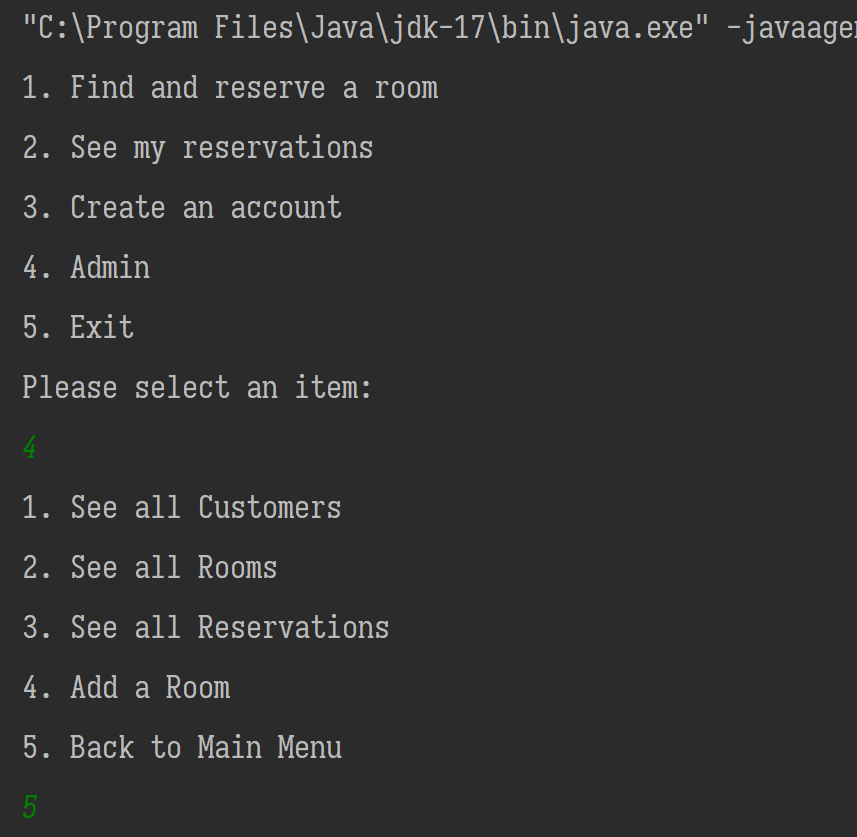 "C:\Program Files\Java\jdk-17\bin\java.exe" -javaagen
1. Find and reserve a room
2. See my reservations
3. Create an account
4. Admin
5. Exit
Please select an item:
4
1. See all Customers
2. See all Rooms
3. See all Reservations
4. Add a Room
5. Back to Main Menu
5